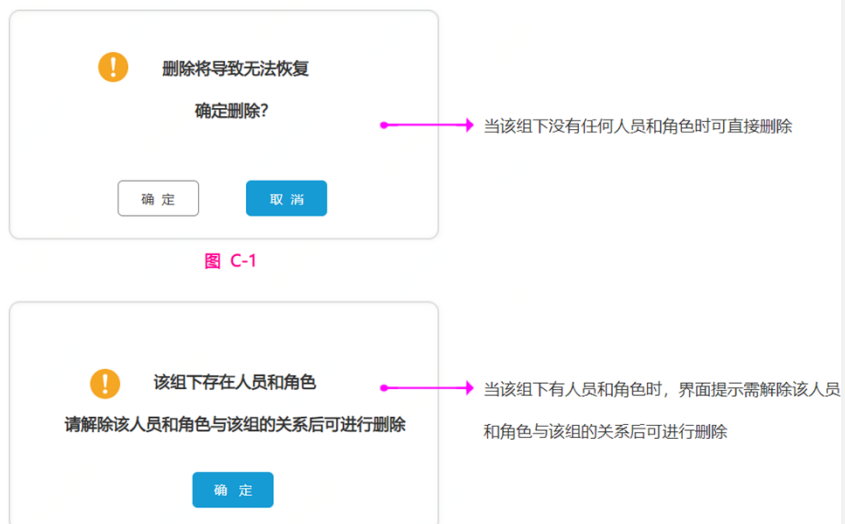 删除将导致无法恢复
确定删除?
当该组下没有任何人员和角色时可直接删除
确 定
取 消
图 C-1
该组下存在人员和角色
请解除该人员和角色与该组的关系后可进行删除
当该组下有人员和角色时，界面提示需解除该人员
和角色与该组的关系后可进行删除
确 定